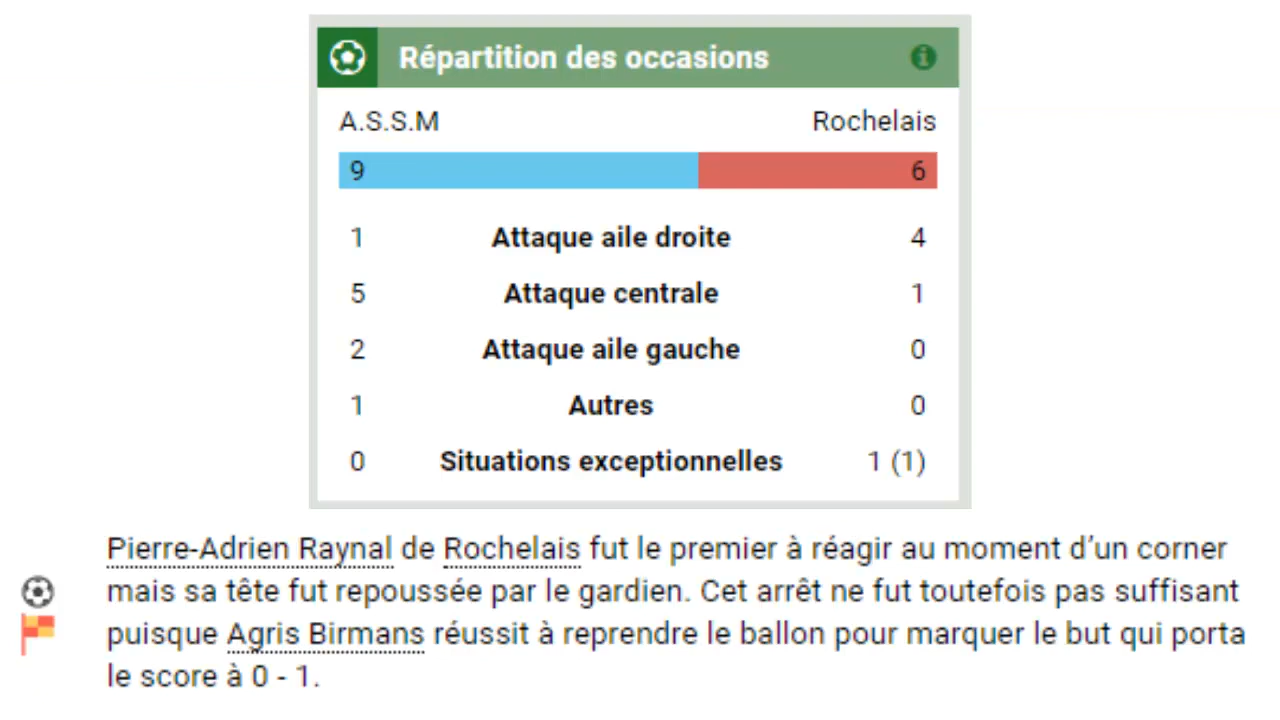 Répartition des occasions
A.S.S.M Rochelais
9 6
1 Attaque aile droite 4
5 Attaque centrale 1
2 Attaque aile gauche 0
1 Autres 0
0 Situations exceptionnelles 1 (1)
Pierre-Adrien Raynal de Rochelais fut le premier à réagir au moment d'un corner
mais sa tête fut repoussée par le gardien. Cet arrêt ne fut toutefois pas suffisant
puisque Agris Birmans réussit à reprendre le ballon pour marquer le but qui porta
le score à 0 - 1.